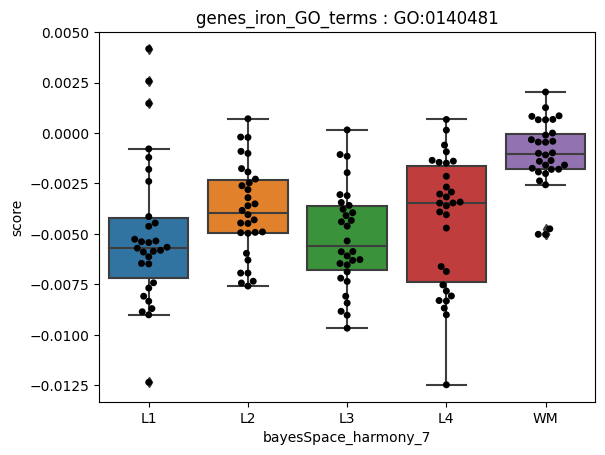 genes_iron_GO_terms : GO:0140481
0.0050
0.0025
0.0000
−0.0025
−0.0050
−0.0075
−0.0100
−0.0125
score
L1 L2 L3 L4 WM
bayesSpace_harmony_7